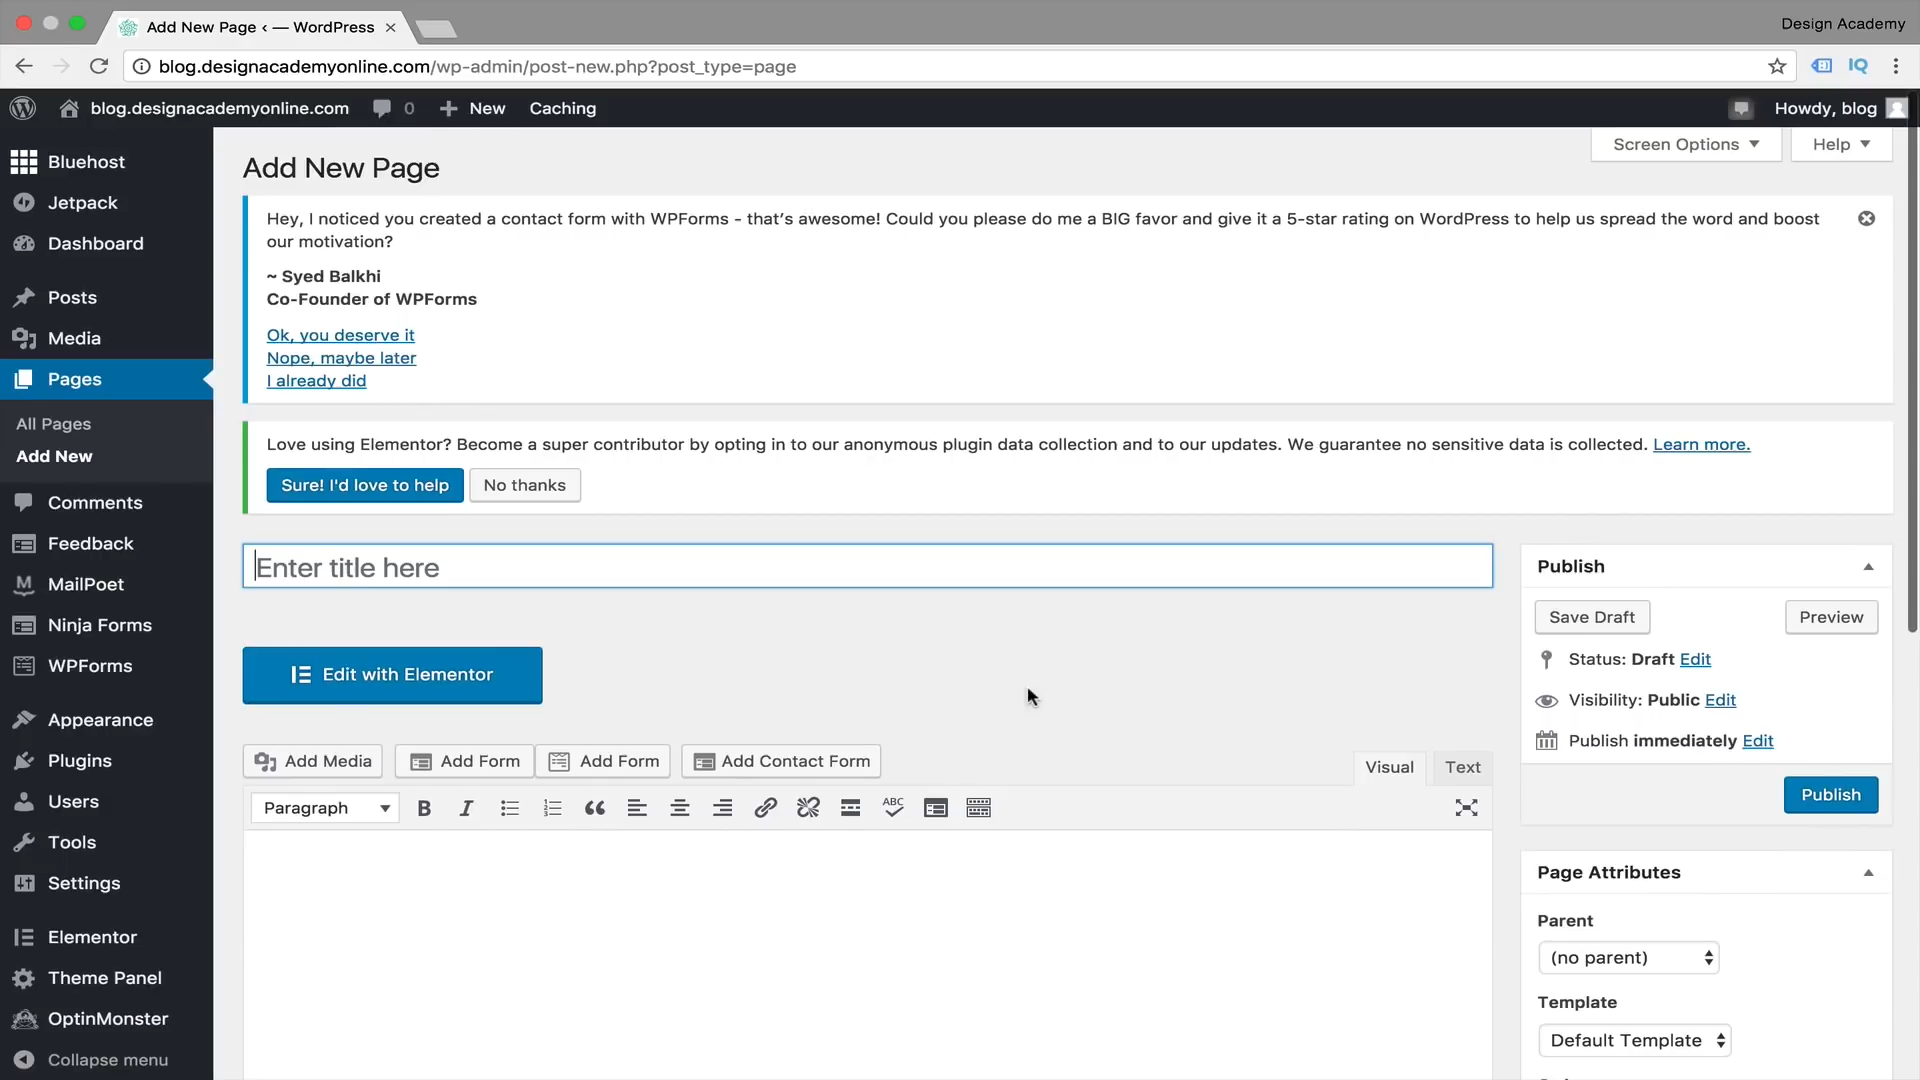 Add New Page ‹ — WordPress
Design Academy
blog.designacademyonline.com/wp-admin/post-new.php?post_type=page
IQ
blog.designacademyonline.com
0
New
Caching
Howdy, blog
Bluehost
Jetpack
Dashboard
Posts
Media
Pages
All Pages
Add New
Comments
Feedback
MailPoet
Ninja Forms
WPForms
Appearance
Plugins
Users
Tools
Settings
Elementor
Theme Panel
OptinMonster
Collapse menu
Screen Options
Help
Add New Page
Hey, I noticed you created a contact form with WPForms - that’s awesome! Could you please do me a BIG favor and give it a 5-star rating on WordPress to help us spread the word and boost
our motivation?
~ Syed Balkhi
Co-Founder of WPForms
Ok, you deserve it
Nope, maybe later
I already did
Love using Elementor? Become a super contributor by opting in to our anonymous plugin data collection and to our updates. We guarantee no sensitive data is collected. Learn more.
Sure! I'd love to help
No thanks
Enter title here
Edit with Elementor
Add Media
Add Form
Add Form
Add Contact Form
Visual
Text
Paragraph
B
I
ABC
Publish
Save Draft
Preview
Status: Draft Edit
Visibility: Public Edit
Publish immediately Edit
Publish
Page Attributes
Parent
(no parent)
Template
Default Template